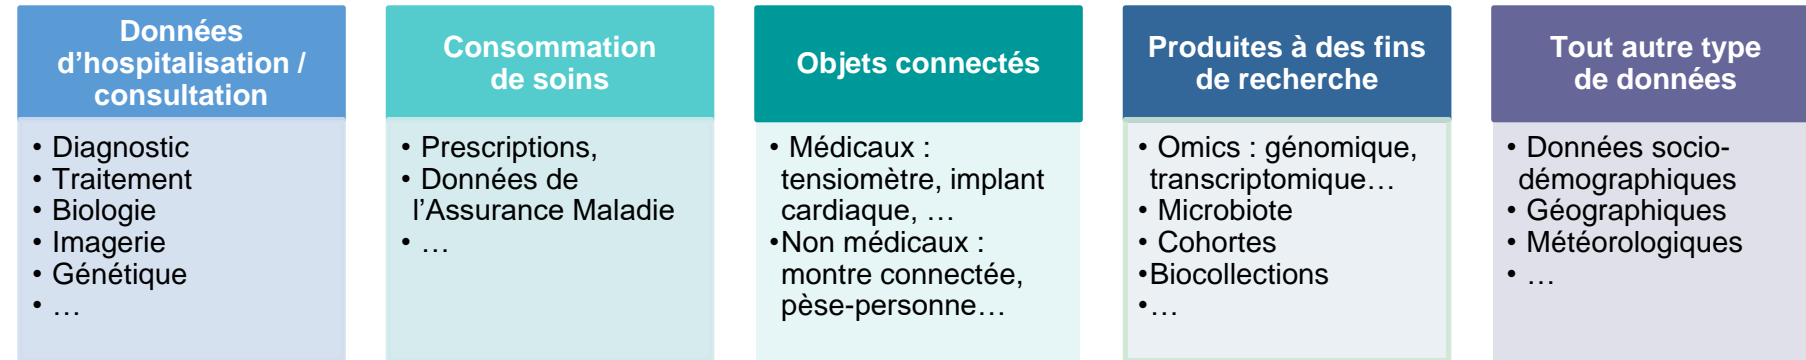 Données
d’hospitalisation /
consultation
• Diagnostic
• Traitement
• Biologie
• Imagerie
• Génétique
• …
Consommation
de soins
• Prescriptions,
• Données de
l’Assurance Maladie
• …
Objets connectés
• Médicaux :
tensiomètre, implant
cardiaque, …
•Non médicaux :
montre connectée,
pèse-personne…
Produites à des fins
de recherche
• Omics : génomique,
transcriptomique…
• Microbiote
• Cohortes
•Biocollections
•…
Tout autre type
de données
• Données socio-
démographiques
• Géographiques
• Météorologiques
• …